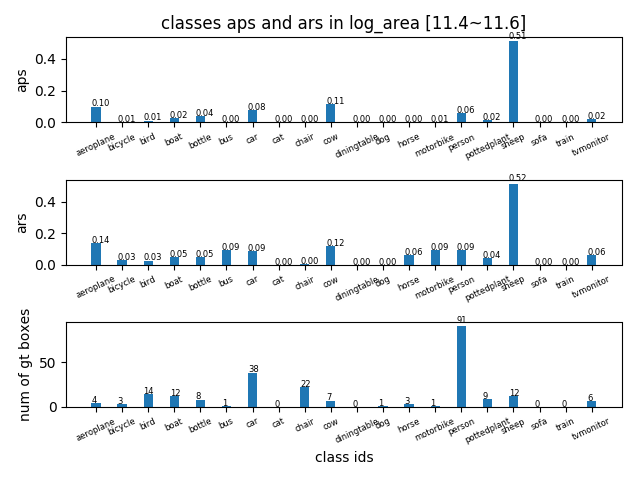 classes aps and ars in log_area [11.4~11.6]
aps
0.4
0.2
0.0
0.10 0.01 0.01 0.02 0.04 0.00 0.08 0.00 0.00 0.11 0.00 0.00 0.00 0.01 0.06 0.02 0.51 0.00 0.00 0.02
aeroplane bicycle bird boat bottle bus car cat chair cow diningtable dog horse motorbike person pottedplant sheep sofa train tvmonitor
ars
0.4
0.2
0.0
0.14 0.03 0.03 0.05 0.05 0.09 0.09 0.00 0.00 0.12 0.00 0.00 0.06 0.09 0.09 0.04 0.52 0.00 0.00 0.06
aeroplane bicycle bird boat bottle bus car cat chair cow diningtable dog horse motorbike person pottedplant sheep sofa train tvmonitor
num of gt boxes
50
0
4 3 14 12 8 1 38 0 22 7 0 1 3 1 91 9 12 0 0 6
aeroplane bicycle bird boat bottle bus car cat chair cow diningtable dog horse motorbike person pottedplant sheep sofa train tvmonitor
class ids